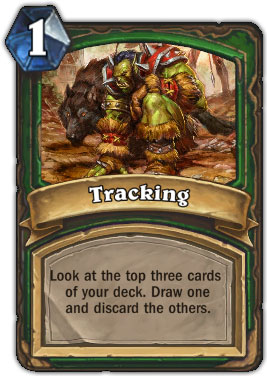 1
Tracking
Look at the top three cards
of your deck. Draw one
and discard the others.